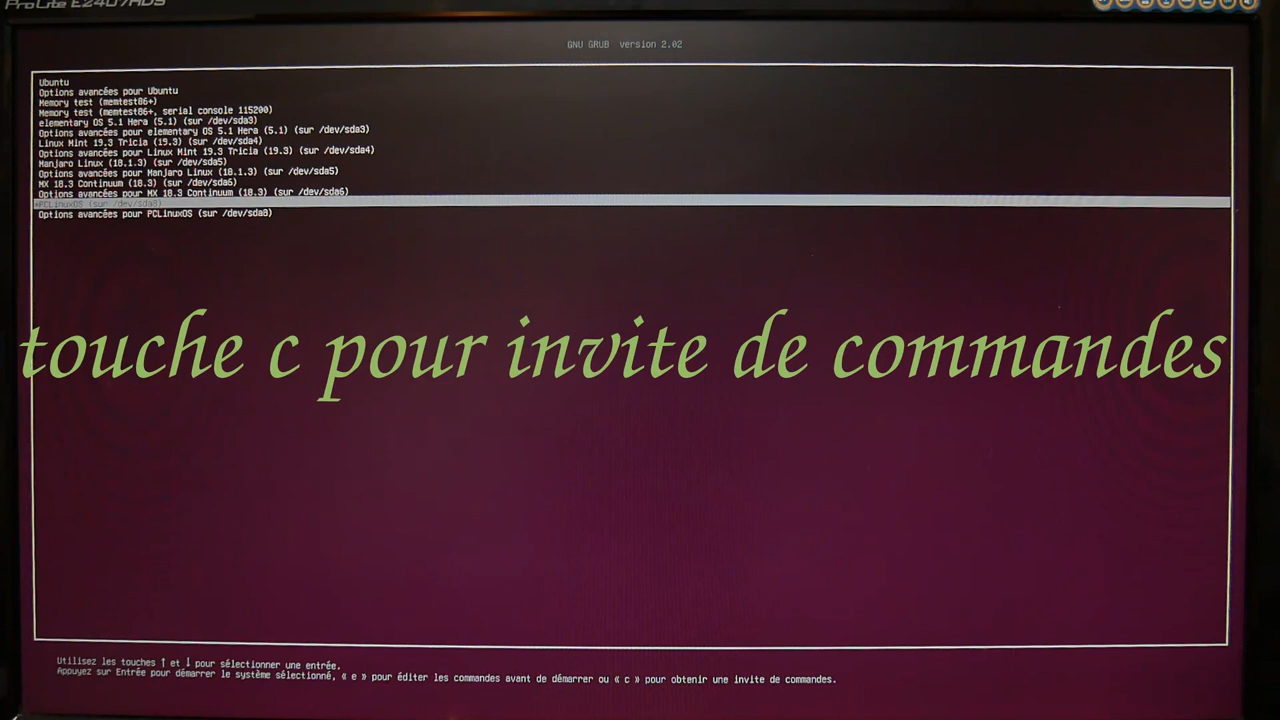 ProLite E2407HDS
GNU GRUB version 2.02
Ubuntu
Options avancées pour Ubuntu
Memory test (memtest86+)
Memory test (memtest86+, serial console 115200)
elementary OS 5.1 Hera (5.1) (sur /dev/sda3)
Options avancées pour elementary OS 5.1 Hera (5.1) (sur /dev/sda3)
Linux Mint 19.3 Tricia (19.3) (sur /dev/sda4)
Options avancées pour Linux Mint 19.3 Tricia (19.3) (sur /dev/sda4)
Manjaro Linux (18.1.3) (sur /dev/sda5)
Options avancées pour Manjaro Linux (18.1.3) (sur /dev/sda5)
MX 18.3 Continuum (18.3) (sur /dev/sda6)
Options avancées pour MX 18.3 Continuum (18.3) (sur /dev/sda6)
*PCLinuxOS (sur /dev/sda8)
Options avancées pour PCLinuxOS (sur /dev/sda8)
touche c pour invite de commandes
Utilisez les touches ↑ et ↓ pour sélectionner une entrée.
Appuyez sur Entrée pour démarrer le système sélectionné, « e » pour éditer les commandes avant de démarrer ou « c » pour obtenir une invite de commandes.